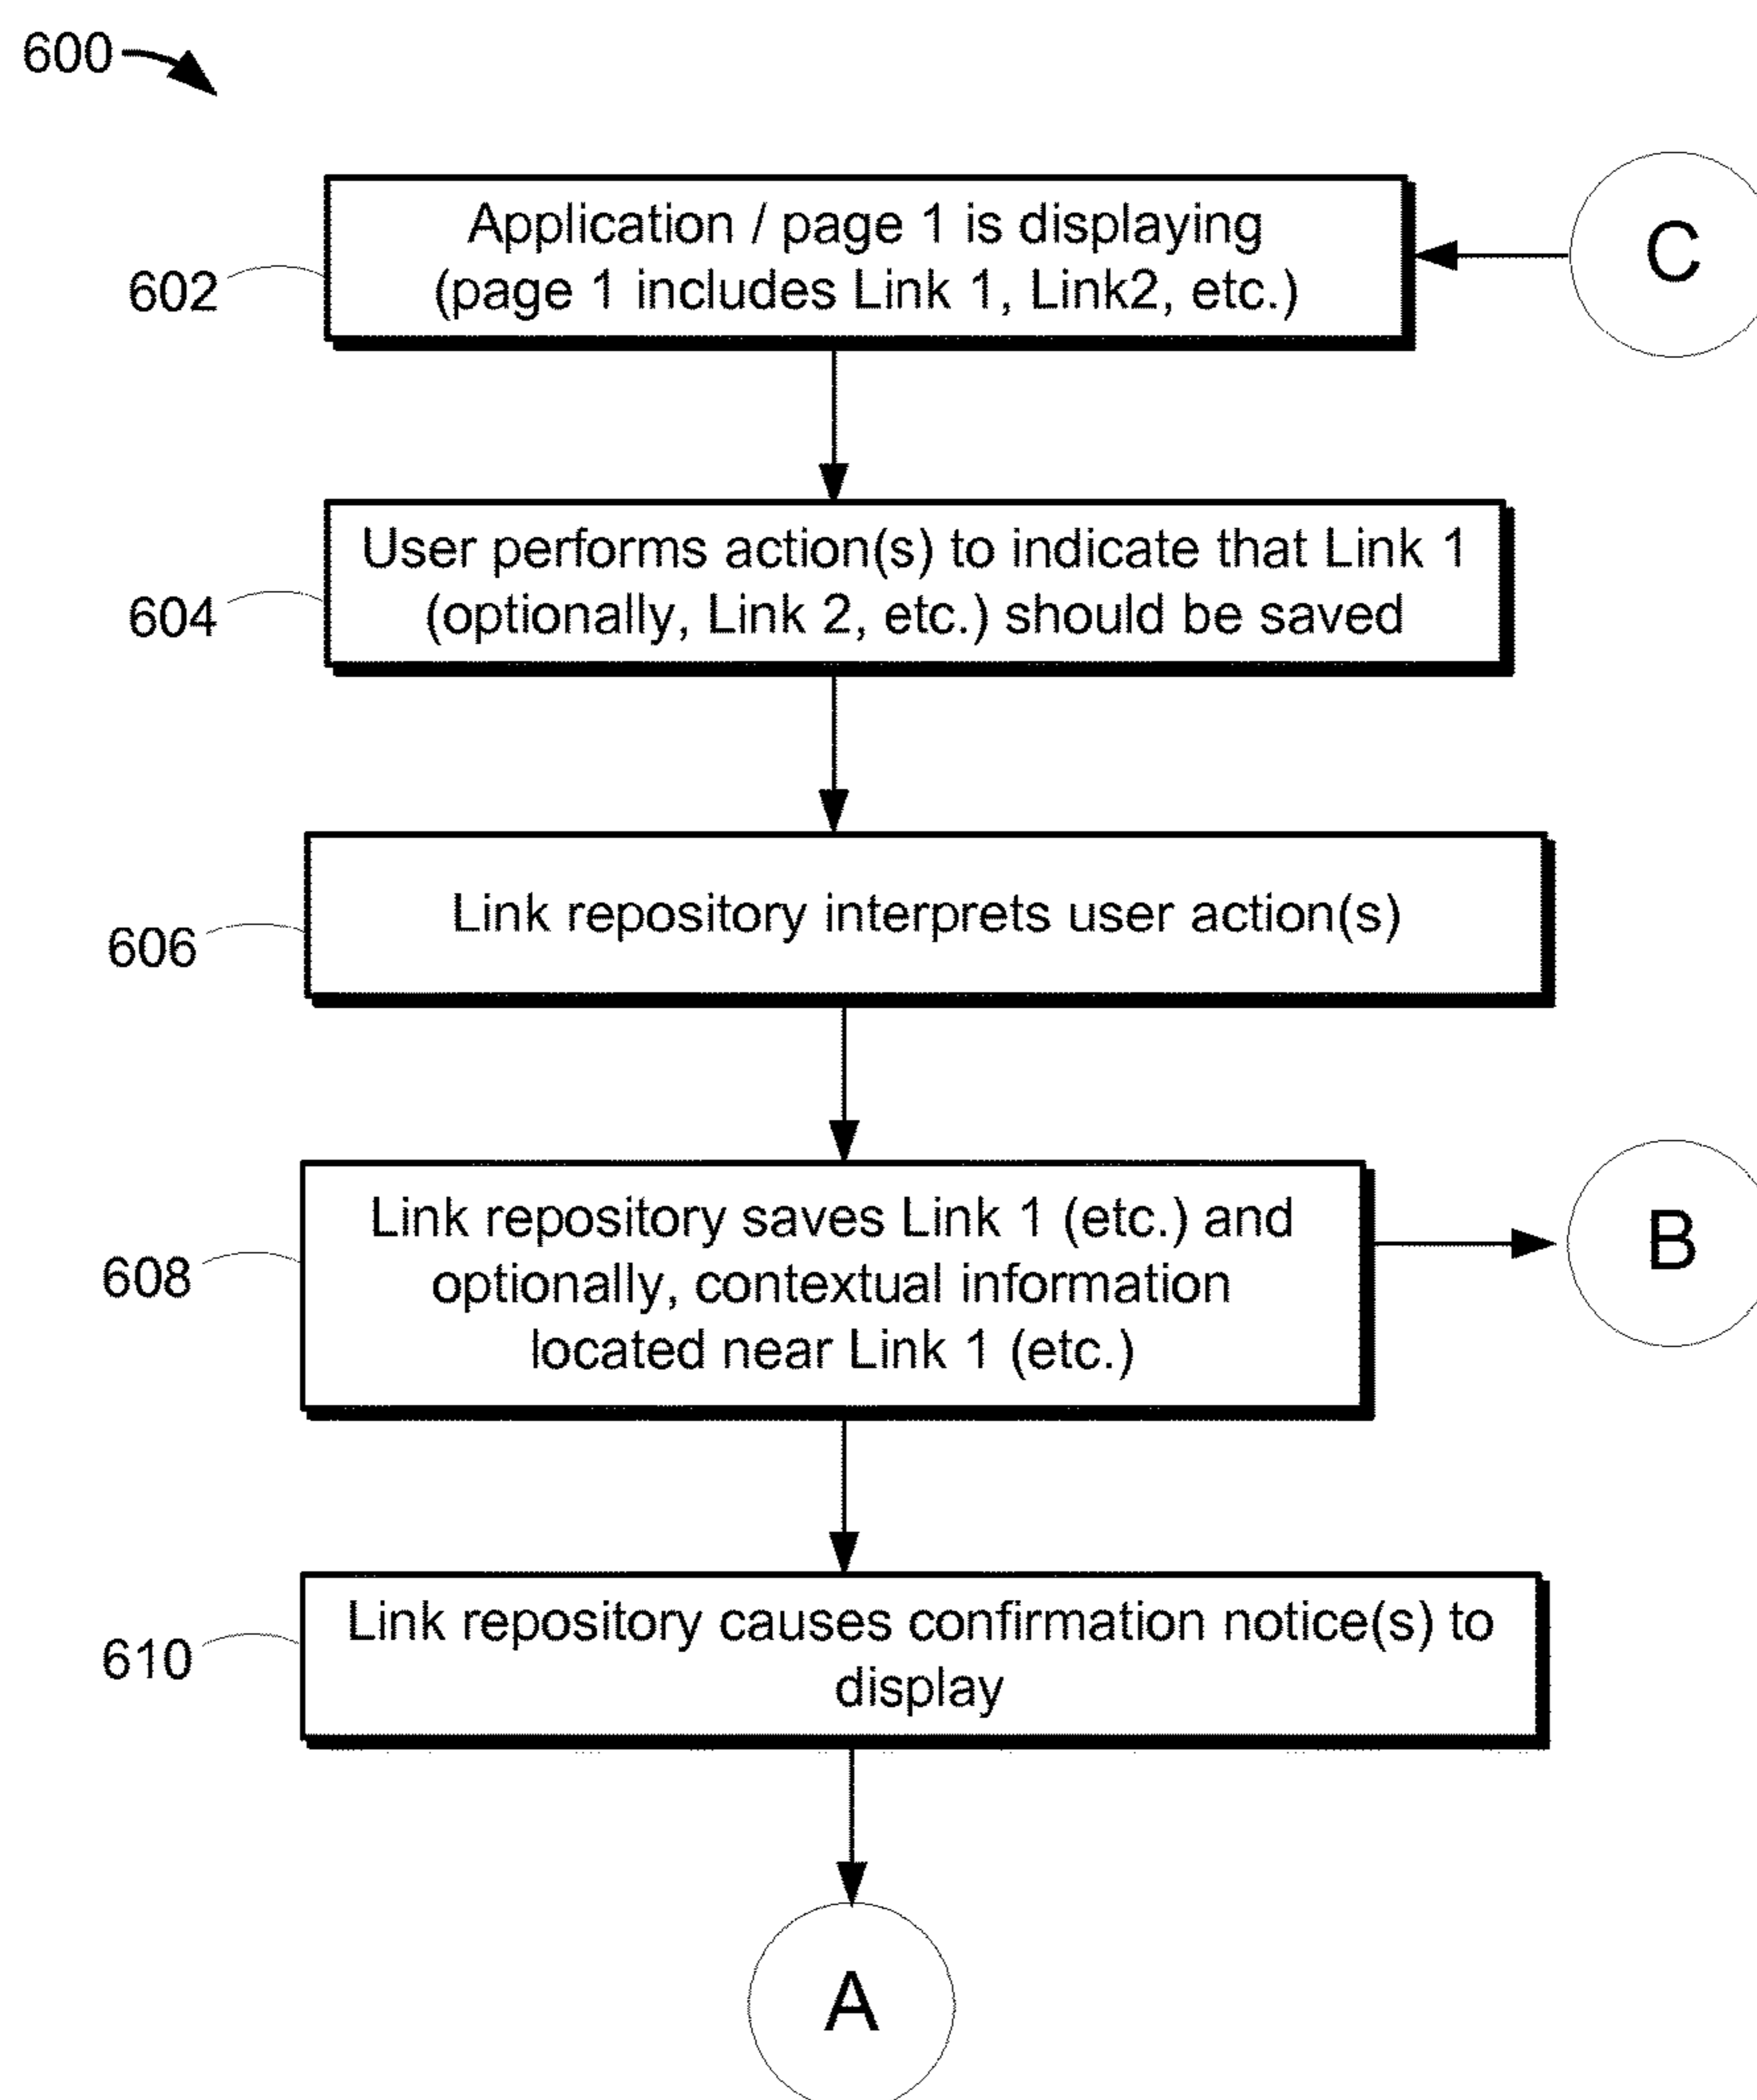 600
Application / page 1 is displaying
(page 1 includes Link 1, Link2, etc.)
C
602
User performs action(s) to indicate that Link 1
(optionally, Link 2, etc.) should be saved
604
Link repository interprets user action(s)
606
Link repository saves Link 1 (etc.) and
optionally, contextual information
located near Link 1 (etc.)
B
608
Link repository causes confirmation notice(s) to
display
610
A